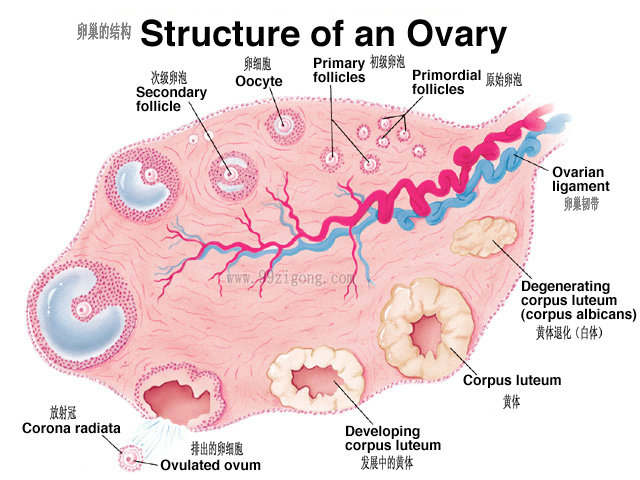 卵巢的结构 Structure of an Ovary
次级卵泡
Secondary
follicle
卵细胞
Oocyte
Primary
follicles
初级卵泡
Primordial
follicles
原始卵泡
Ovarian
ligament
卵巢韧带
www.99zigong.com
Degenerating
corpus luteum
(corpus albicans)
黄体退化（白体）
Corpus luteum
黄体
放射冠
Corona radiata
排出的卵细胞
Ovulated ovum
Developing
corpus luteum
发展中的黄体